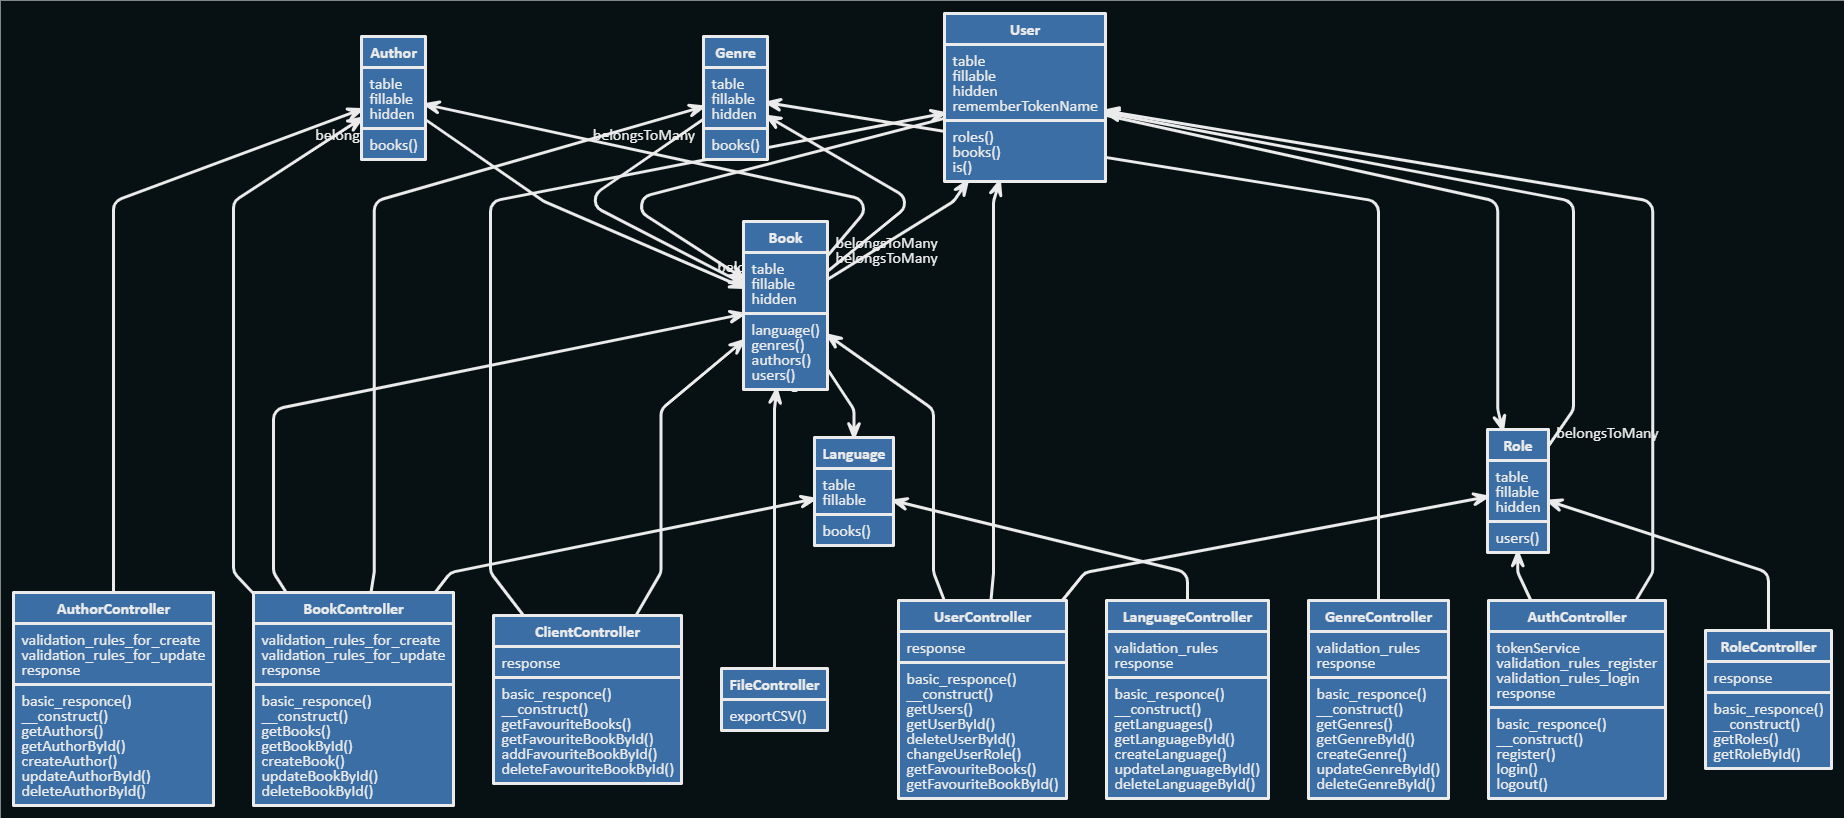 User
table
fillable
hidden
rememberTokenName
roles()
books()
is()
Author
table
fillable
hidden
books()
Genre
table
fillable
hidden
books()
belongsToMany
Book
table
fillable
hidden
language()
genres()
authors()
users()
belongsToMany
belongsToMany
Language
table
fillable
books()
Role
table
fillable
hidden
users()
belongsToMany
AuthorController
validation_rules_for_create
validation_rules_for_update
response
basic_responce()
__construct()
getAuthors()
getAuthorById()
createAuthor()
updateAuthorById()
deleteAuthorById()
BookController
validation_rules_for_create
validation_rules_for_update
response
basic_responce()
__construct()
getBooks()
getBookById()
createBook()
updateBookById()
deleteBookById()
ClientController
response
basic_responce()
__construct()
getFavouriteBooks()
getFavouriteBookById()
addFavouriteBookById()
deleteFavouriteBookById()
FileController
exportCSV()
UserController
response
basic_responce()
__construct()
getUsers()
getUserById()
deleteUserById()
changeUserRole()
getFavouriteBooks()
getFavouriteBookById()
LanguageController
validation_rules
response
basic_responce()
__construct()
getLanguages()
getLanguageById()
createLanguage()
updateLanguageById()
deleteLanguageById()
GenreController
validation_rules
response
basic_responce()
__construct()
getGenres()
getGenreById()
createGenre()
updateGenreById()
deleteGenreById()
AuthController
tokenService
validation_rules_register
validation_rules_login
response
basic_responce()
__construct()
register()
login()
logout()
RoleController
response
basic_responce()
__construct()
getRoles()
getRoleById()